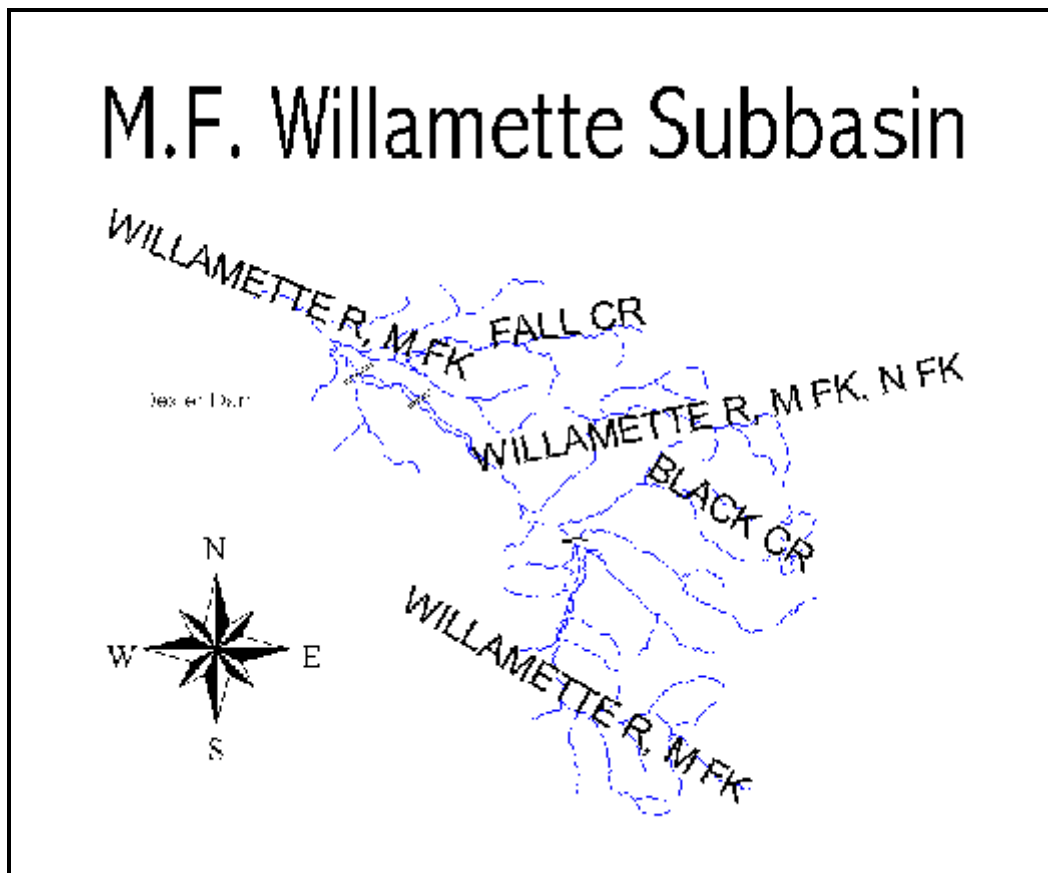 M.F. Willamette Subbasin
WILLAMETTE R, M FK
FALL CR
WILLAMETTE R, M FK, N FK
BLACK CR
WILLAMETTE R, M FK
N
W
E
S